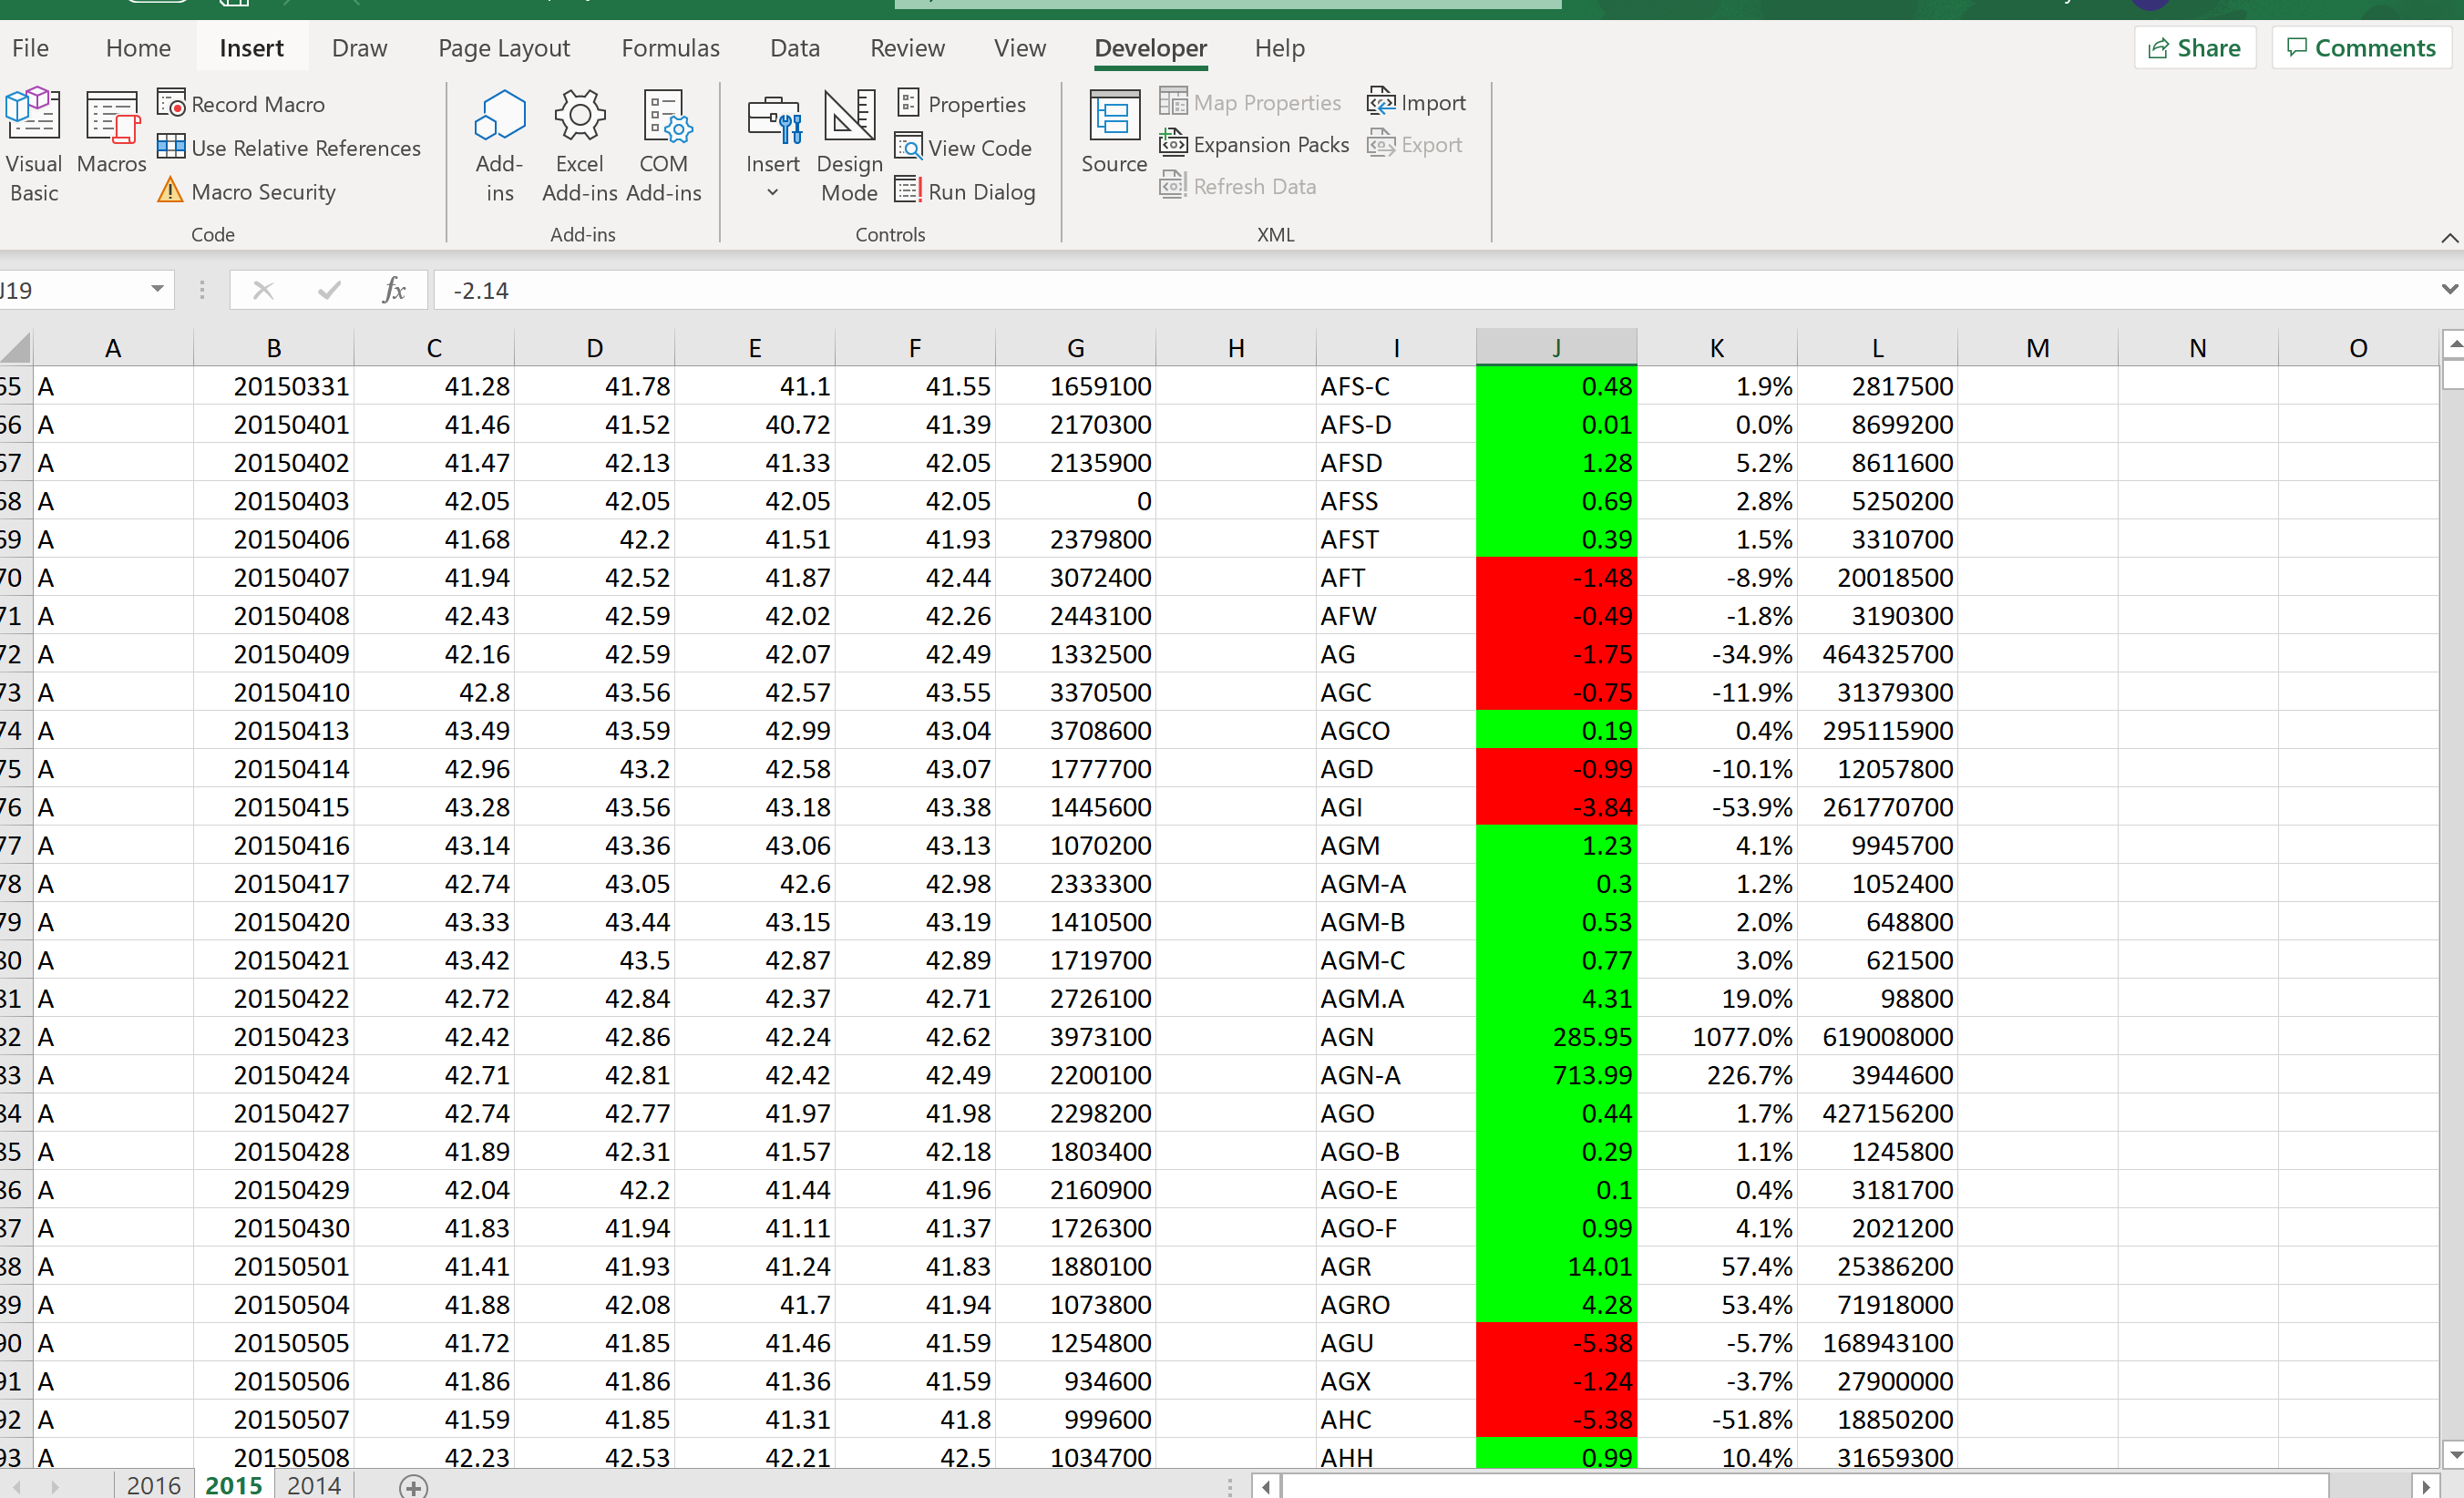 File Home Insert Draw Page Layout Formulas Data Review View Developer Help Share Comments
Visual Basic
Macros
Record Macro
Use Relative References
Macro Security
Code
Add-ins
Excel Add-ins
COM Add-ins
Add-ins
Insert
Design Mode
Properties
View Code
Run Dialog
Controls
Source
Map Properties
Expansion Packs
Refresh Data
Import
Export
XML
J19 fx -2.14
A B C D E F G H I J K L M N O
65 A 20150331 41.28 41.78 41.1 41.55 1659100 AFS-C 0.48 1.9% 2817500
66 A 20150401 41.46 41.52 40.72 41.39 2170300 AFS-D 0.01 0.0% 8699200
67 A 20150402 41.47 42.13 41.33 42.05 2135900 AFSD 1.28 5.2% 8611600
68 A 20150403 42.05 42.05 42.05 42.05 0 AFSS 0.69 2.8% 5250200
69 A 20150406 41.68 42.2 41.51 41.93 2379800 AFST 0.39 1.5% 3310700
70 A 20150407 41.94 42.52 41.87 42.44 3072400 AFT -1.48 -8.9% 20018500
71 A 20150408 42.43 42.59 42.02 42.26 2443100 AFW -0.49 -1.8% 3190300
72 A 20150409 42.16 42.59 42.07 42.49 1332500 AG -1.75 -34.9% 464325700
73 A 20150410 42.8 43.56 42.57 43.55 3370500 AGC -0.75 -11.9% 31379300
74 A 20150413 43.49 43.59 42.99 43.04 3708600 AGCO 0.19 0.4% 295115900
75 A 20150414 42.96 43.2 42.58 43.07 1777700 AGD -0.99 -10.1% 12057800
76 A 20150415 43.28 43.56 43.18 43.38 1445600 AGI -3.84 -53.9% 261770700
77 A 20150416 43.14 43.36 43.06 43.13 1070200 AGM 1.23 4.1% 9945700
78 A 20150417 42.74 43.05 42.6 42.98 2333300 AGM-A 0.3 1.2% 1052400
79 A 20150420 43.33 43.44 43.15 43.19 1410500 AGM-B 0.53 2.0% 648800
80 A 20150421 43.42 43.5 42.87 42.89 1719700 AGM-C 0.77 3.0% 621500
81 A 20150422 42.72 42.84 42.37 42.71 2726100 AGM.A 4.31 19.0% 98800
82 A 20150423 42.42 42.86 42.24 42.62 3973100 AGN 285.95 1077.0% 619008000
83 A 20150424 42.71 42.81 42.42 42.49 2200100 AGN-A 713.99 226.7% 3944600
84 A 20150427 42.74 42.77 41.97 41.98 2298200 AGO 0.44 1.7% 427156200
85 A 20150428 41.89 42.31 41.57 42.18 1803400 AGO-B 0.29 1.1% 1245800
86 A 20150429 42.04 42.2 41.44 41.96 2160900 AGO-E 0.1 0.4% 3181700
87 A 20150430 41.83 41.94 41.11 41.37 1726300 AGO-F 0.99 4.1% 2021200
88 A 20150501 41.41 41.93 41.24 41.83 1880100 AGR 14.01 57.4% 25386200
89 A 20150504 41.88 42.08 41.7 41.94 1073800 AGRO 4.28 53.4% 71918000
90 A 20150505 41.72 41.85 41.46 41.59 1254800 AGU -5.38 -5.7% 168943100
91 A 20150506 41.86 41.86 41.36 41.59 934600 AGX -1.24 -3.7% 27900000
92 A 20150507 41.59 41.85 41.31 41.8 999600 AHC -5.38 -51.8% 18850200
93 A 20150508 42.23 42.53 42.21 42.5 1034700 AHH 0.99 10.4% 31659300
2016 2015 2014